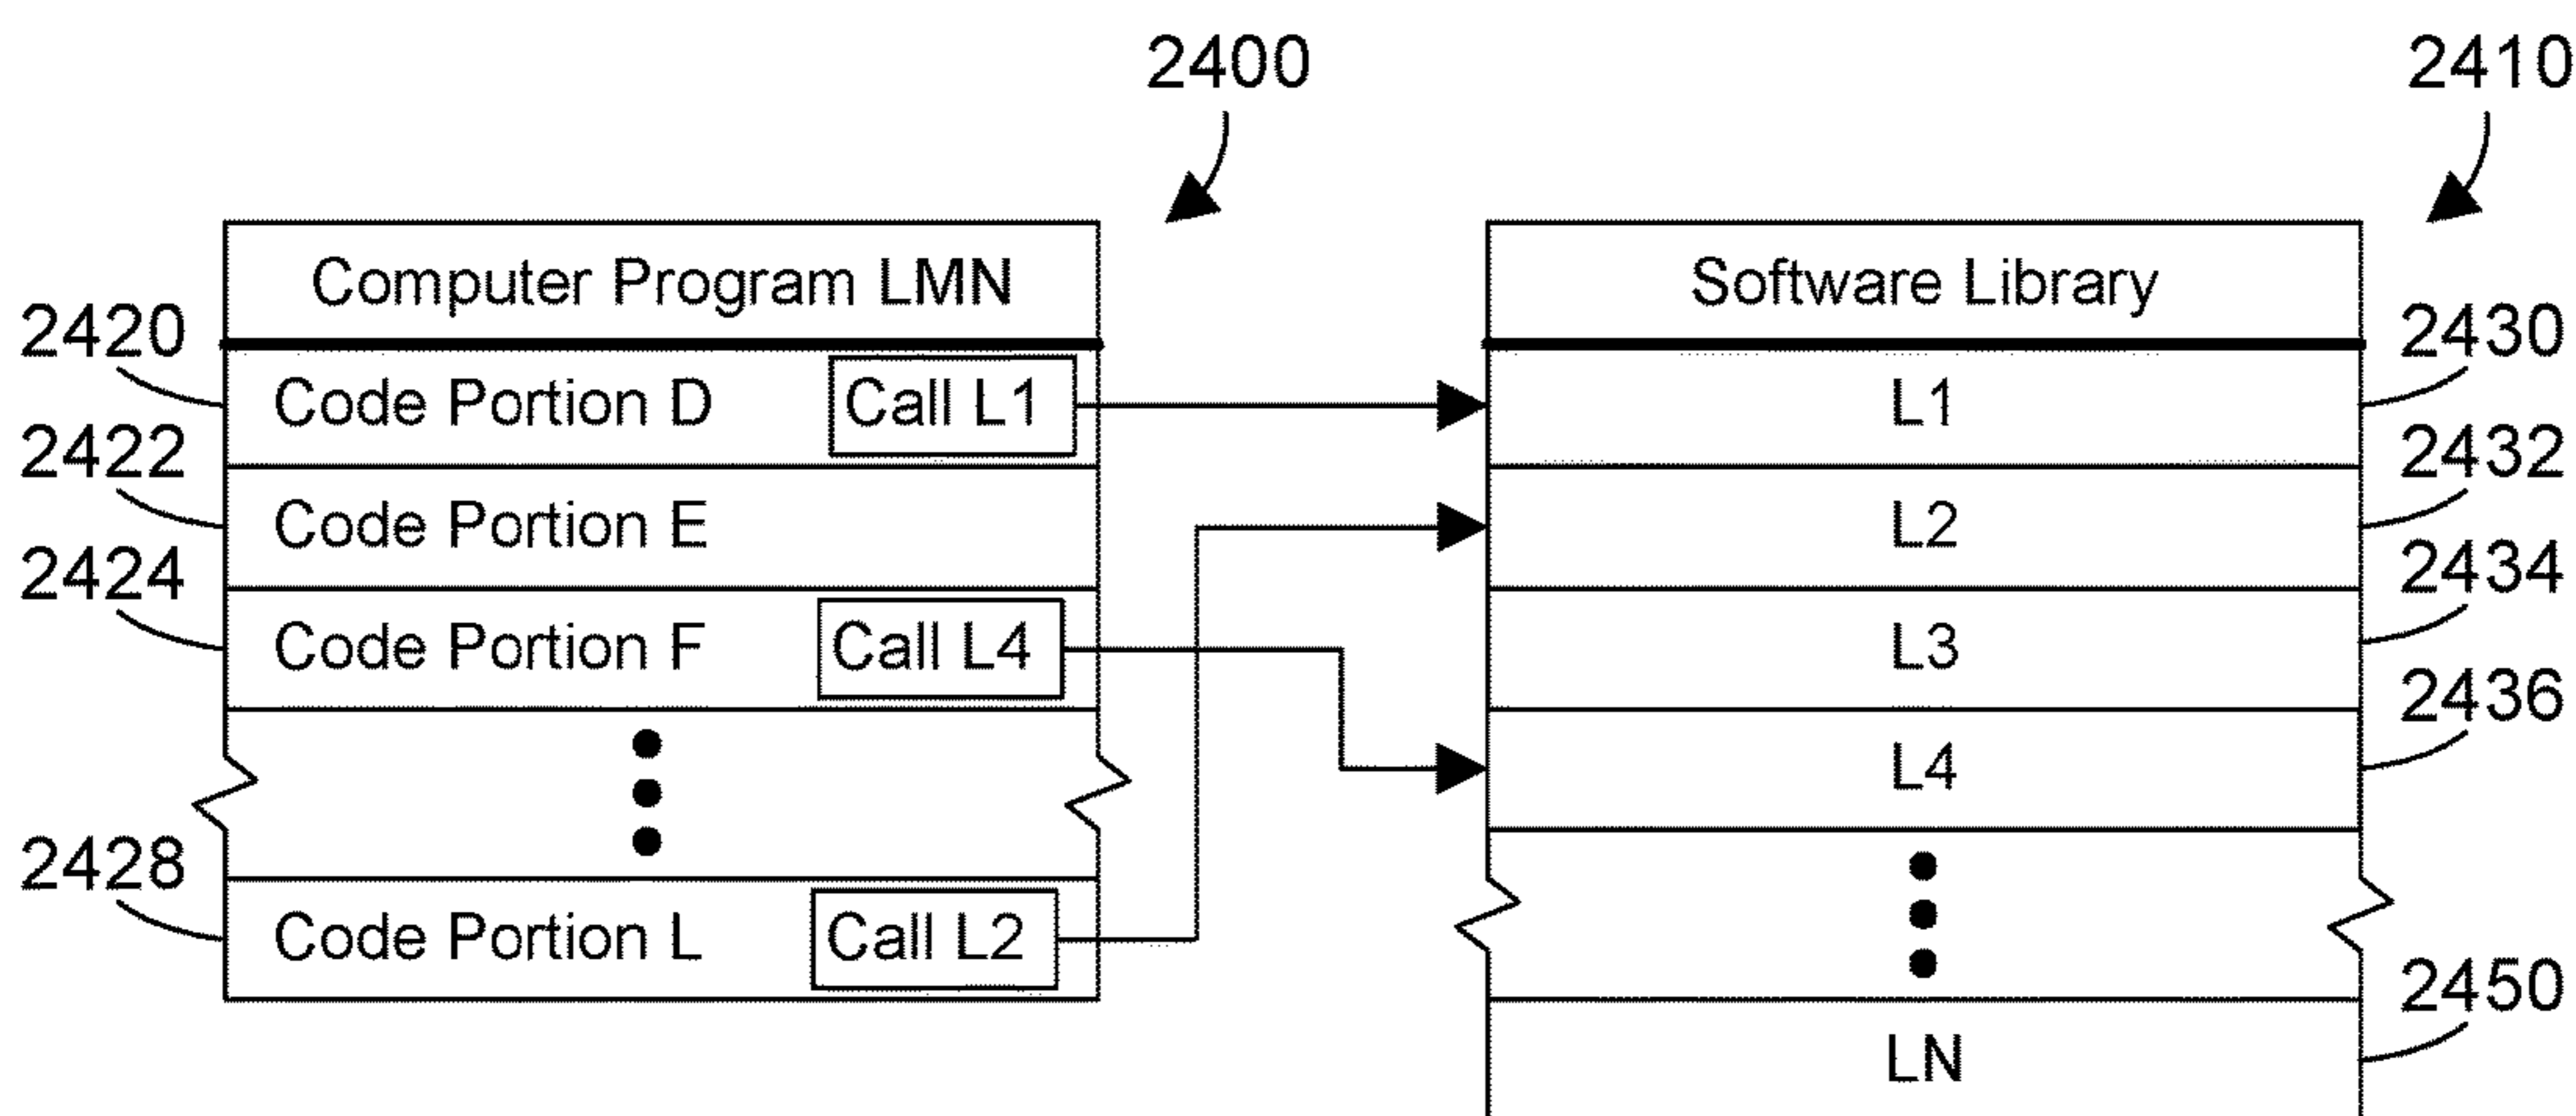 2400
2410
Computer Program LMN
2420
Code Portion D
Call L1
2422
Code Portion E
2424
Code Portion F
Call L4
2428
Code Portion L
Call L2
Software Library
2430
L1
2432
L2
2434
L3
2436
L4
2450
LN